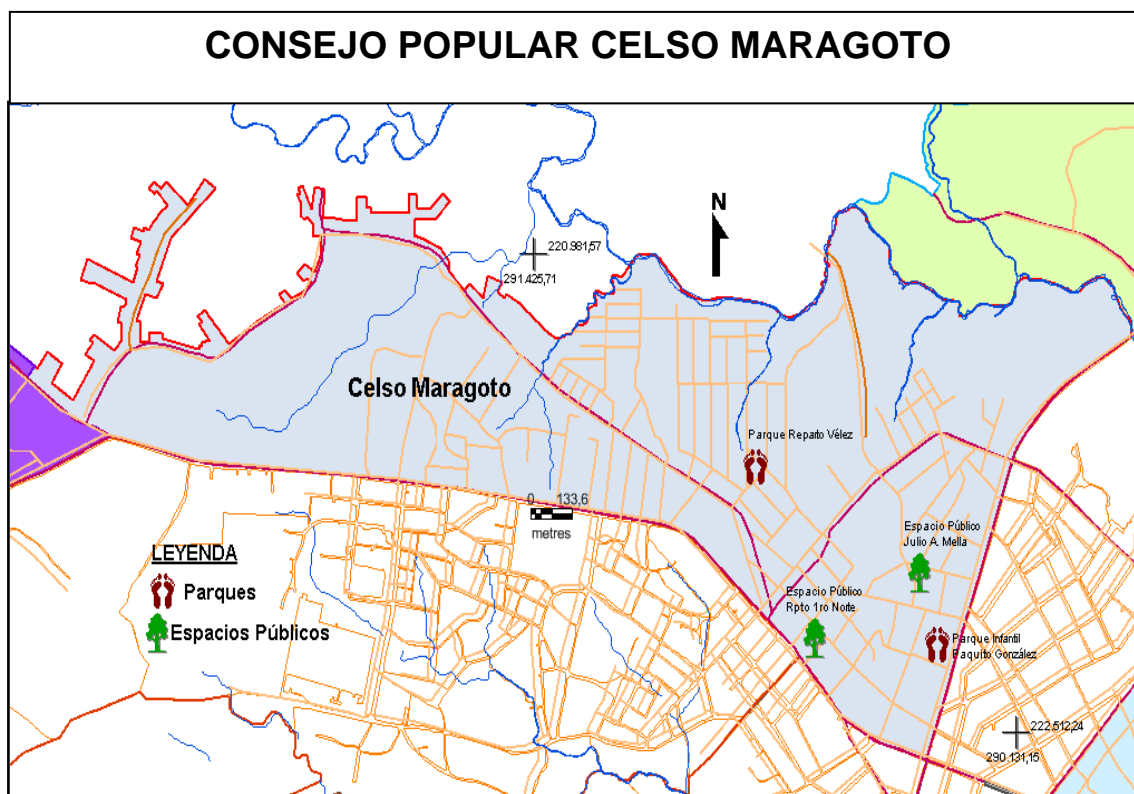 CONSEJO POPULAR CELSO MARAGOTO
N
220.981,57
291.425,71
Celso Maragoto
Parque Reparto Vélez
0 133,6
metres
Espacio Público
Julio A. Mella
LEYENDA
Parques
Espacios Públicos
Espacio Público
Rpto 1ro Norte
Parque Infantil
Paquito González
222.512,24
290.131,15